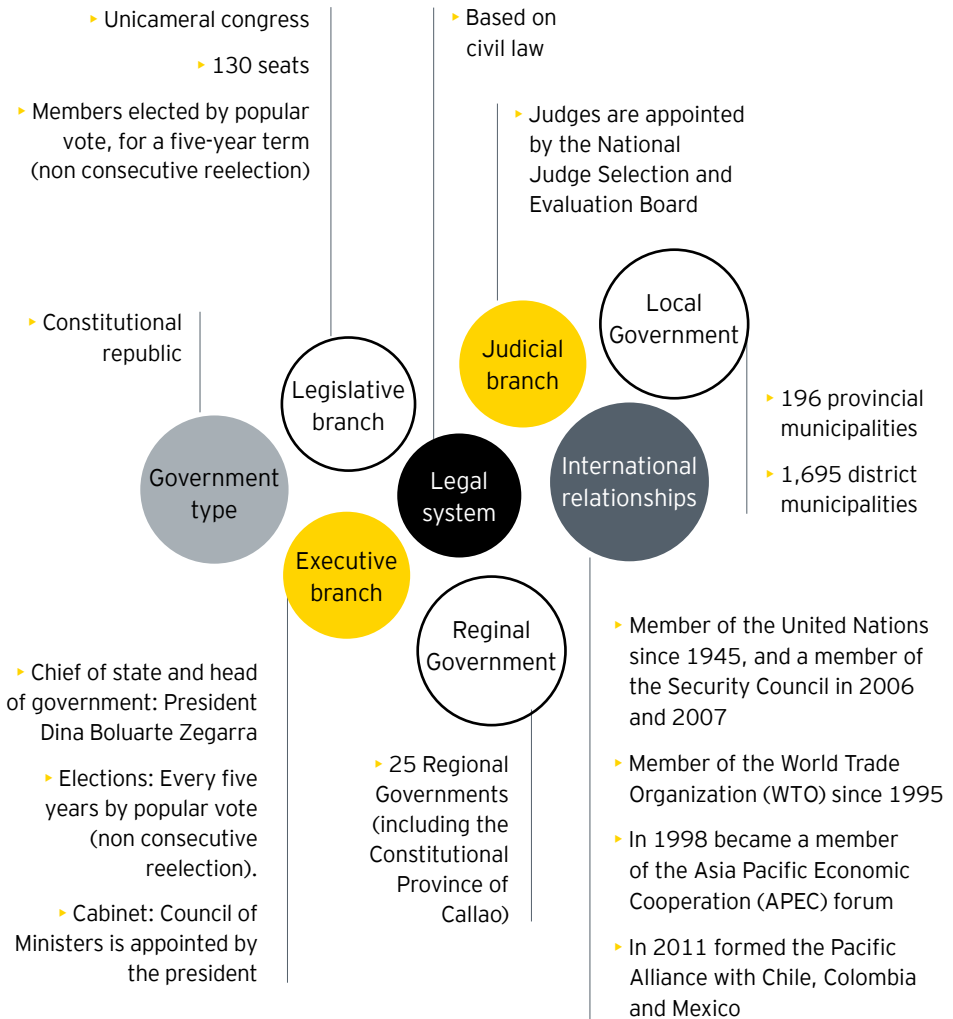 ▸ Unicameral congress
▸ 130 seats
▸ Members elected by popular
vote, for a five-year term
(non consecutive reelection)
▸ Based on
civil law
▸ Judges are appointed
by the National
Judge Selection and
Evaluation Board
▸ Constitutional
republic
Legislative
branch
Judicial
branch
Local
Government
Government
type
Legal
system
International
relationships
▸ 196 provincial
municipalities
▸ 1,695 district
municipalities
Executive
branch
Reginal
Government
▸ Chief of state and head
of government: President
Dina Boluarte Zegarra
▸ Elections: Every five
years by popular vote
(non consecutive
reelection).
▸ Cabinet: Council of
Ministers is appointed by
the president
▸ 25 Regional
Governments
(including the
Constitutional
Province of
Callao)
▸ Member of the United Nations
since 1945, and a member of
the Security Council in 2006
and 2007
▸ Member of the World Trade
Organization (WTO) since 1995
▸ In 1998 became a member
of the Asia Pacific Economic
Cooperation (APEC) forum
▸ In 2011 formed the Pacific
Alliance with Chile, Colombia
and Mexico